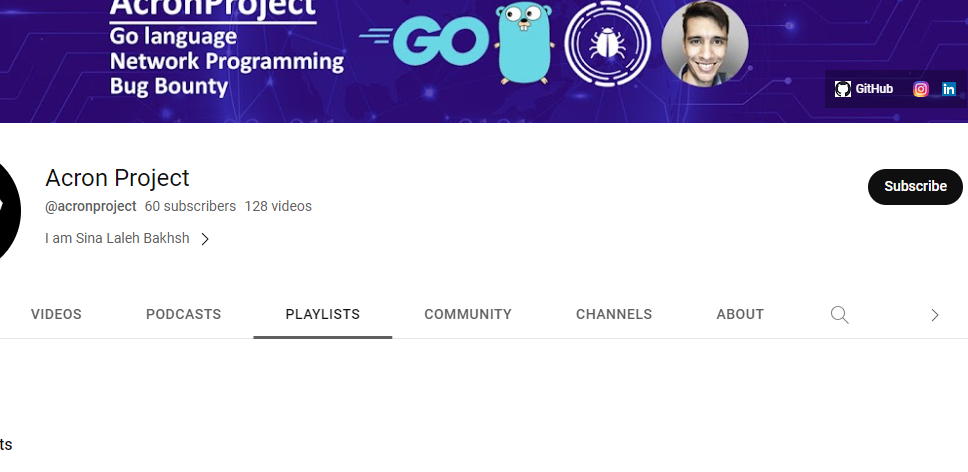 AcronProject
Go language
Network Programming
Bug Bounty
GO
GitHub
in
Acron Project
@acronproject 60 subscribers 128 videos
I am Sina Laleh Bakhsh
Subscribe
VIDEOS PODCASTS PLAYLISTS COMMUNITY CHANNELS ABOUT
ts